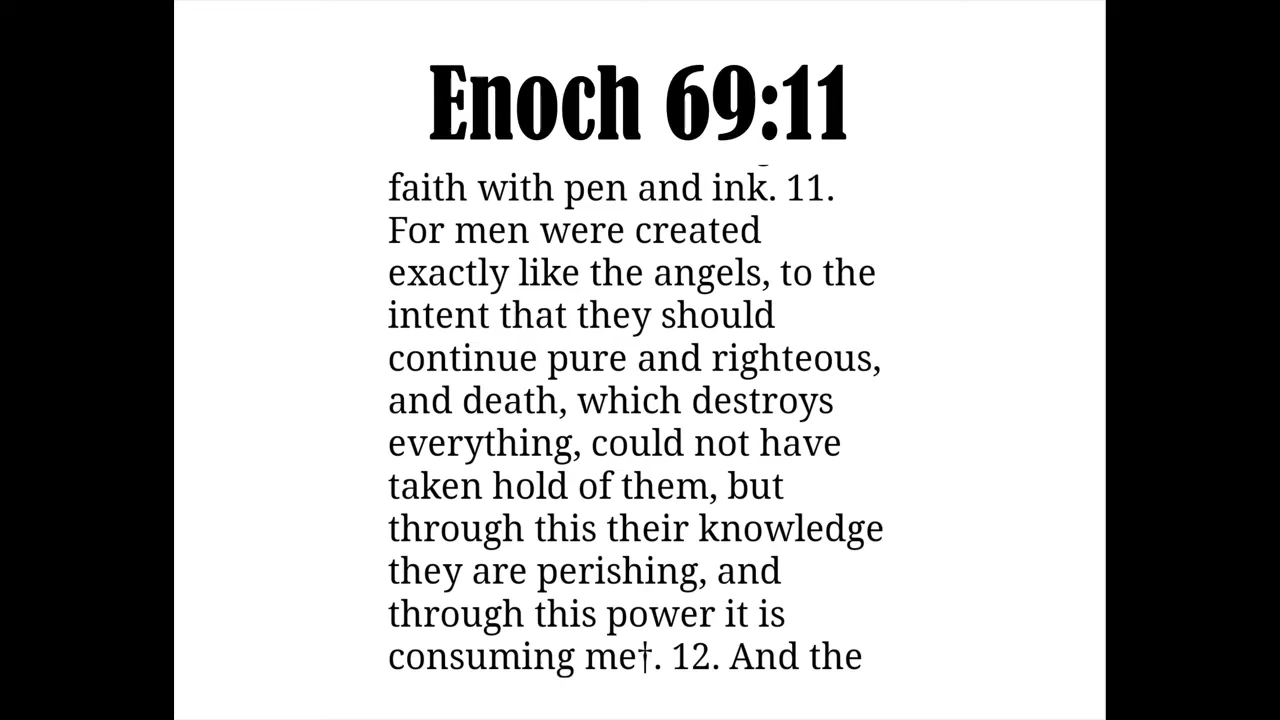 Enoch 69:11
faith with pen and ink. 11.
For men were created
exactly like the angels, to the
intent that they should
continue pure and righteous,
and death, which destroys
everything, could not have
taken hold of them, but
through this their knowledge
they are perishing, and
through this power it is
consuming me†. 12. And the